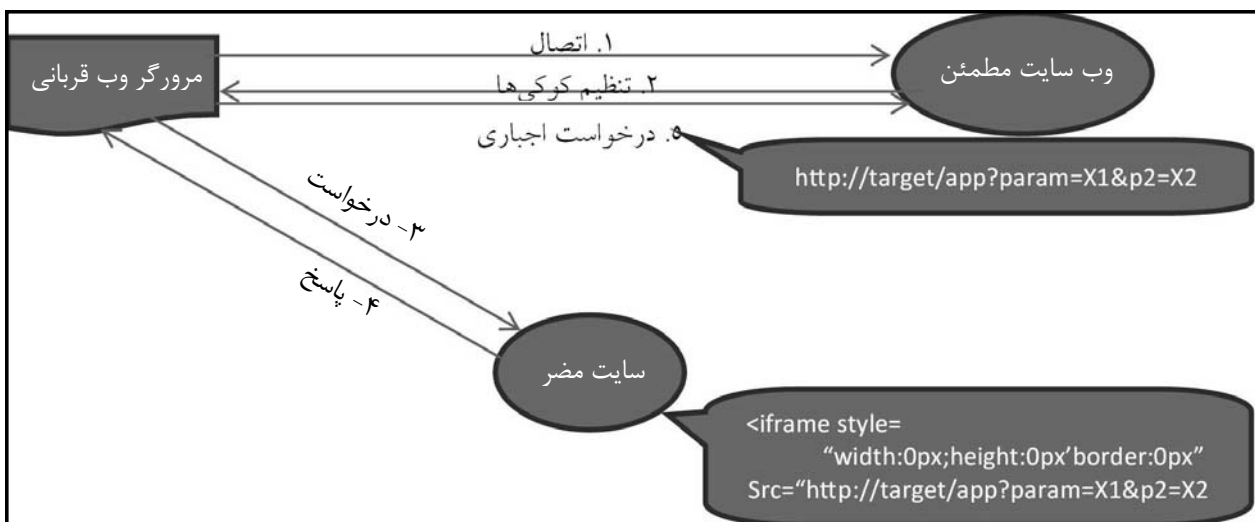 ۱. اتصال
مرورگر وب قربانی
وب سایت مطمئن
۲. تنظیم کوکی‌ها
۵. درخواست اجباری
http://target/app?param=X1&p2=X2
۳- درخواست
۴- پاسخ
سایت مضر
<iframe style=
“width:0px;height:0px’border:0px”
Src=“http://target/app?param=X1&p2=X2